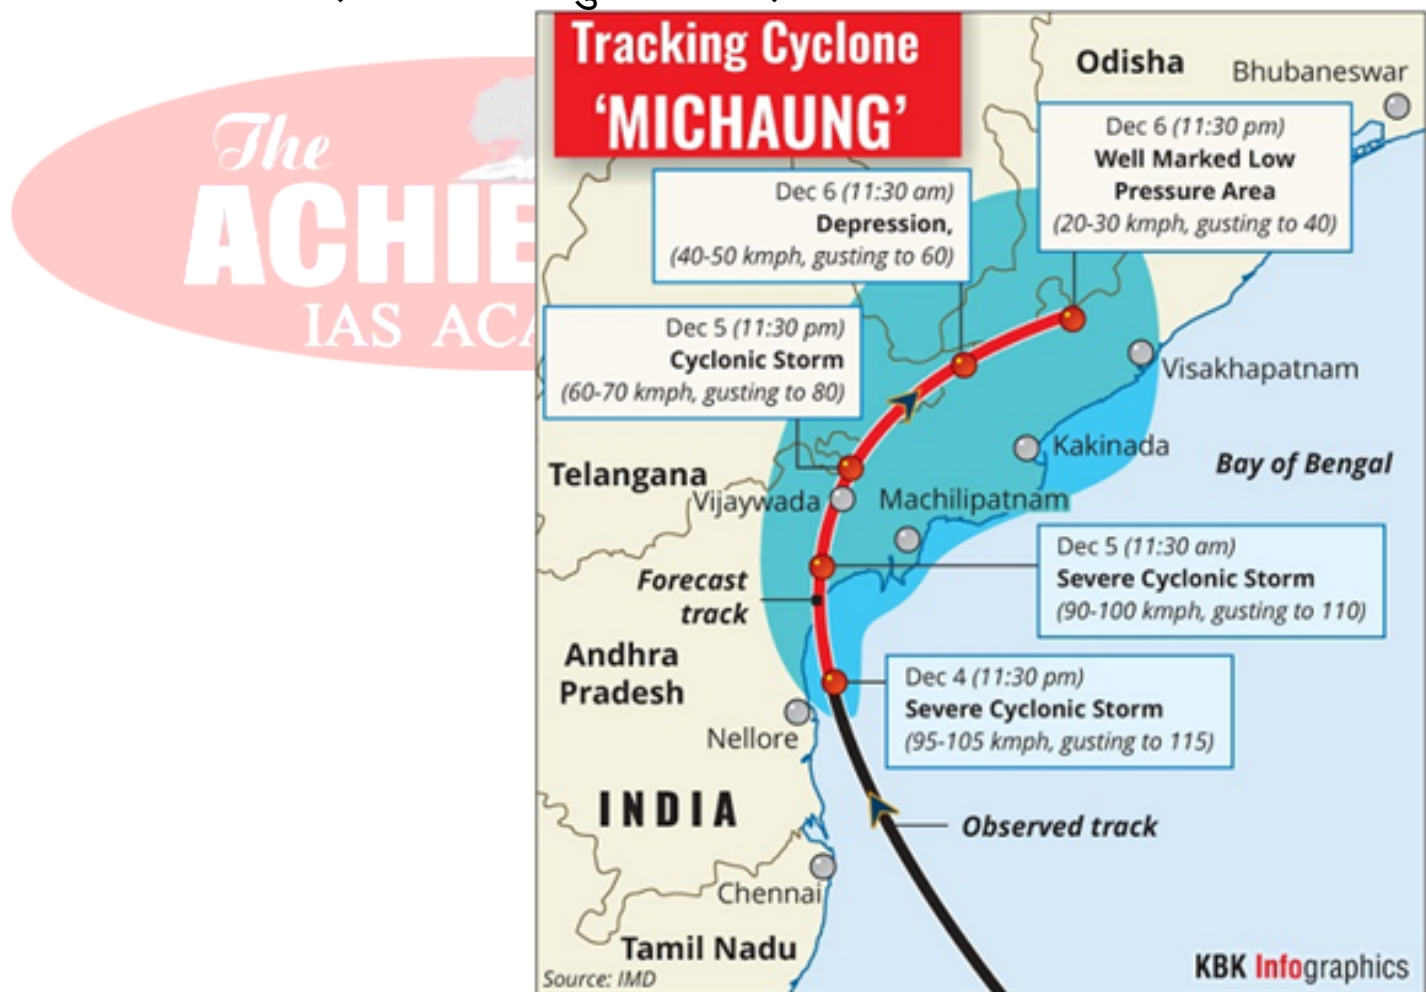 The
ACHIE
IAS ACA
Tracking Cyclone
‘MICHAUNG’
Odisha
Bhubaneswar
Dec 6 (11:30 pm)
Well Marked Low
Pressure Area
(20-30 kmph, gusting to 40)
Dec 6 (11:30 am)
Depression,
(40-50 kmph, gusting to 60)
Dec 5 (11:30 pm)
Cyclonic Storm
(60-70 kmph, gusting to 80)
Visakhapatnam
Kakinada
Bay of Bengal
Telangana
Vijaywada
Machilipatnam
Dec 5 (11:30 am)
Severe Cyclonic Storm
(90-100 kmph, gusting to 110)
Forecast
track
Andhra
Pradesh
Dec 4 (11:30 pm)
Severe Cyclonic Storm
(95-105 kmph, gusting to 115)
Nellore
INDIA
Observed track
Chennai
Tamil Nadu
Source: IMD
KBK Infographics